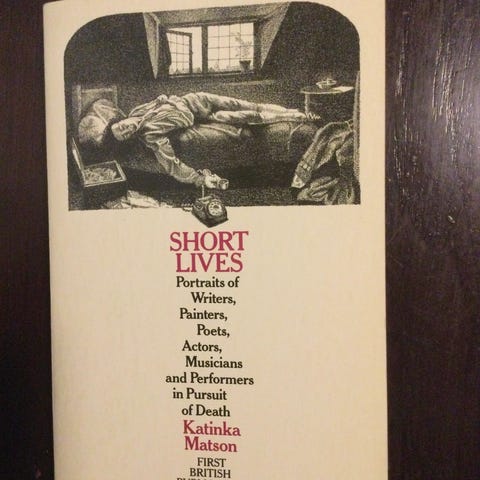 SHORT
LIVES
Portraits of
Writers,
Painters,
Poets,
Actors,
Musicians
and Performers
in Pursuit
of Death
Katinka
Matson
FIRST
BRITISH